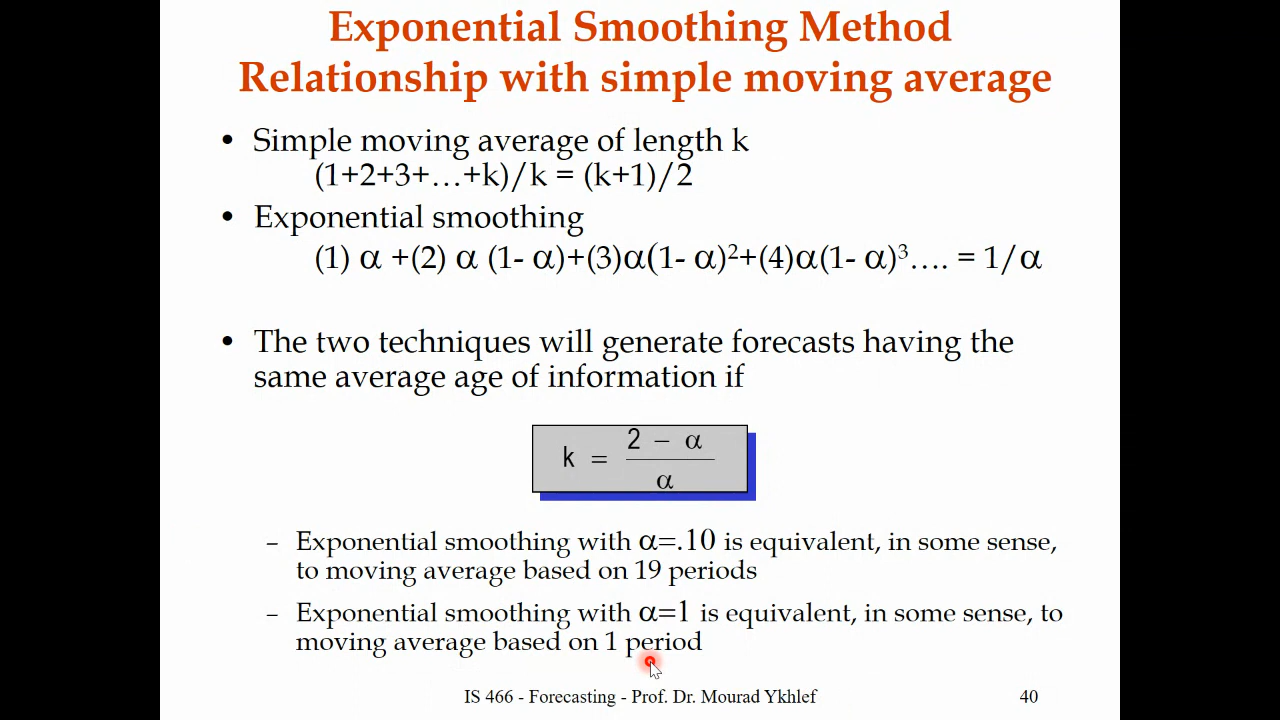 Exponential Smoothing Method
Relationship with simple moving average
• Simple moving average of length k
(1+2+3+…+k)/k = (k+1)/2
• Exponential smoothing
(1) α +(2) α (1- α)+(3)α(1- α)²+(4)α(1- α)³…. = 1/α
• The two techniques will generate forecasts having the
same average age of information if
k = (2 − α)/α
– Exponential smoothing with α=.10 is equivalent, in some sense,
to moving average based on 19 periods
– Exponential smoothing with α=1 is equivalent, in some sense, to
moving average based on 1 period
IS 466 - Forecasting - Prof. Dr. Mourad Ykhlef
40